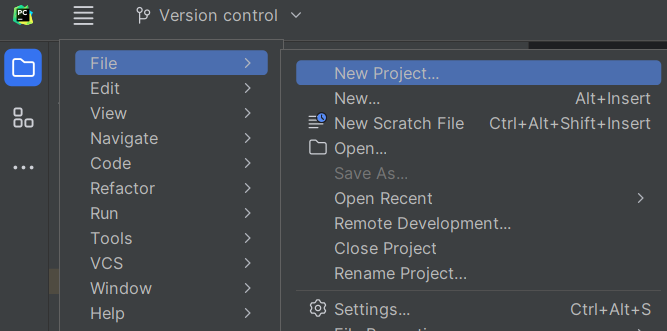 PC
Version control
File
Edit
View
Navigate
Code
Refactor
Run
Tools
VCS
Window
Help
New Project...
New... Alt+Insert
New Scratch File Ctrl+Alt+Shift+Insert
Open...
Save As...
Open Recent
Remote Development...
Close Project
Rename Project...
Settings... Ctrl+Alt+S